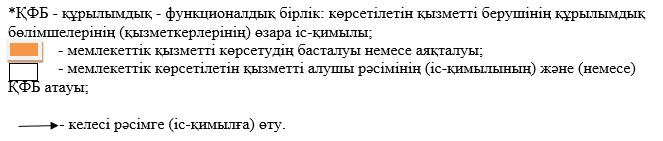 *ҚФБ - құрылымдық - функционалдық бірлік: көрсетілетін қызметті берушінің құрылымдық
бөлімшелерінің (қызметкерлерінің) өзара іс-қимылы;
- мемлекеттік қызметті көрсетудің басталуы немесе аяқталуы;
- мемлекеттік көрсетілетін қызметті алушы рәсімінің (іс-қимылының) және (немесе)
ҚФБ атауы;
- келесі рәсімге (іс-қимылға) өту.